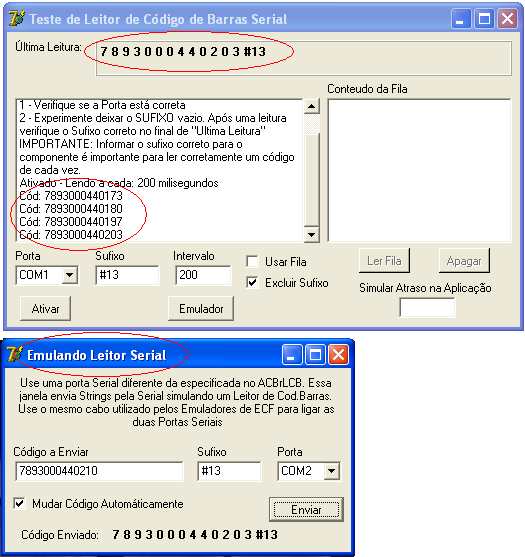 Teste de Leitor de Código de Barras Serial
Última Leitura:
7 8 9 3 0 0 0 4 4 0 2 0 3 #13
Conteudo da Fila
1 - Verifique se a Porta está correta
2 - Experimente deixar o SUFIXO vazio. Após uma leitura
verifique o Sufixo correto no final de "Ultima Leitura"
IMPORTANTE: Informar o sufixo correto para o
componente é importante para ler corretamente um código
de cada vez.
Ativado - Lendo a cada: 200 milisegundos
Cód: 7893000440173
Cód: 7893000440180
Cód: 7893000440197
Cód: 7893000440203
Porta
Sufixo
Intervalo
Usar Fila
Ler Fila
Apagar
COM1
#13
200
Excluir Sufixo
Simular Atraso na Aplicação
Ativar
Emulador
Emulando Leitor Serial
Use uma porta Serial diferente da especificada no ACBrLCB. Essa
janela envia Strings pela Serial simulando um Leitor de Cod.Barras.
Use o mesmo cabo utilizado pelos Emuladores de ECF para ligar as
duas Portas Seriais
Código a Enviar
Sufixo
Porta
7893000440210
#13
COM2
Mudar Código Automáticamente
Enviar
Código Enviado:
7 8 9 3 0 0 0 4 4 0 2 0 3 #13